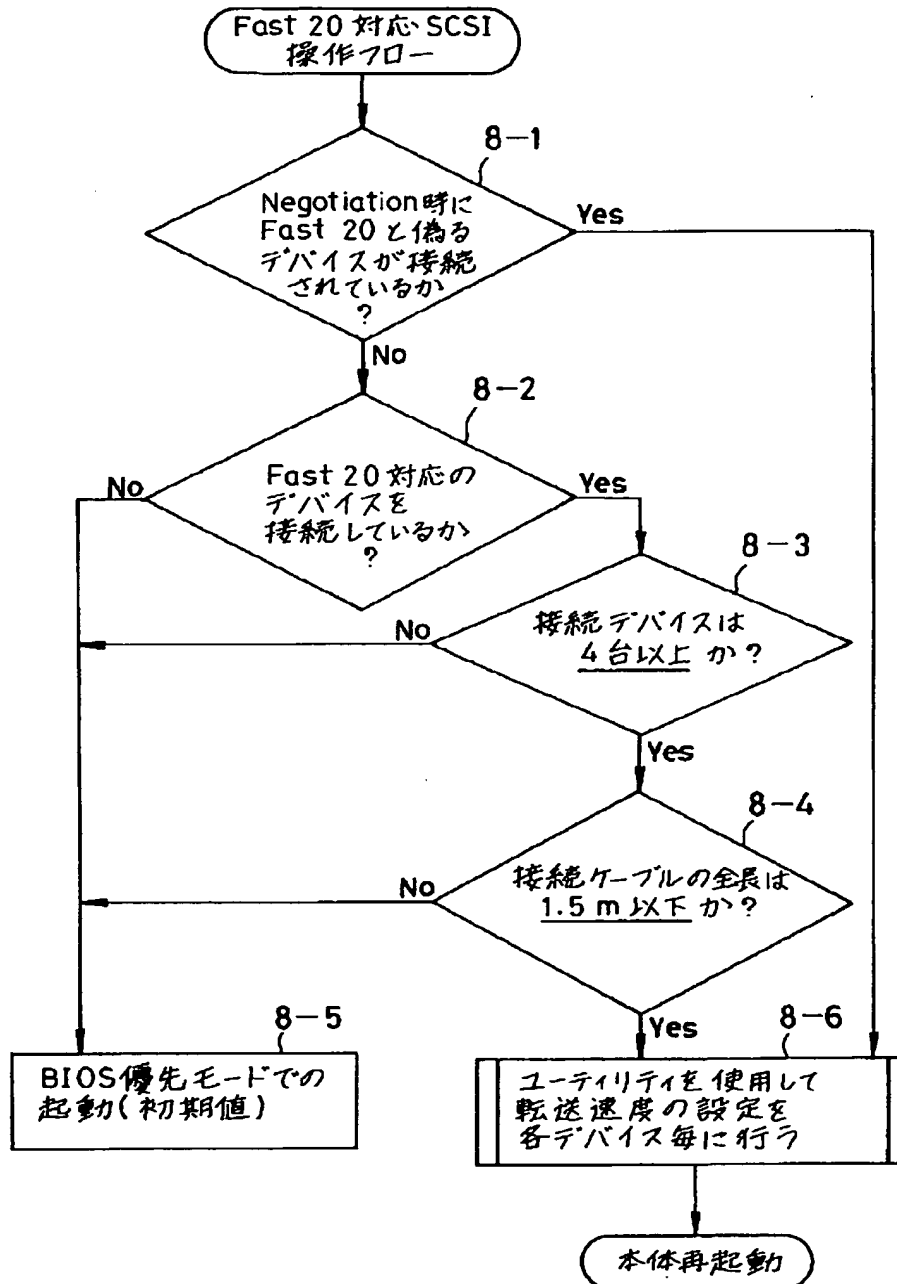 Fast 20 対応 SCSI
操作フロー
8-1
Negotiation時に
Fast 20 と偽る
デバイスが接続
されているか
?
Yes
No
8-2
Fast 20 対応の
デバイスを
接続しているか
?
No
Yes
8-3
接続デバイスは
4台以上か?
No
Yes
8-4
接続ケーブルの全長は
1.5m以下か?
No
Yes
8-5
BIOS優先モードでの
起動(初期値)
8-6
ユーティリティを使用して
転送速度の設定を
各デバイス毎に行う
本体再起動